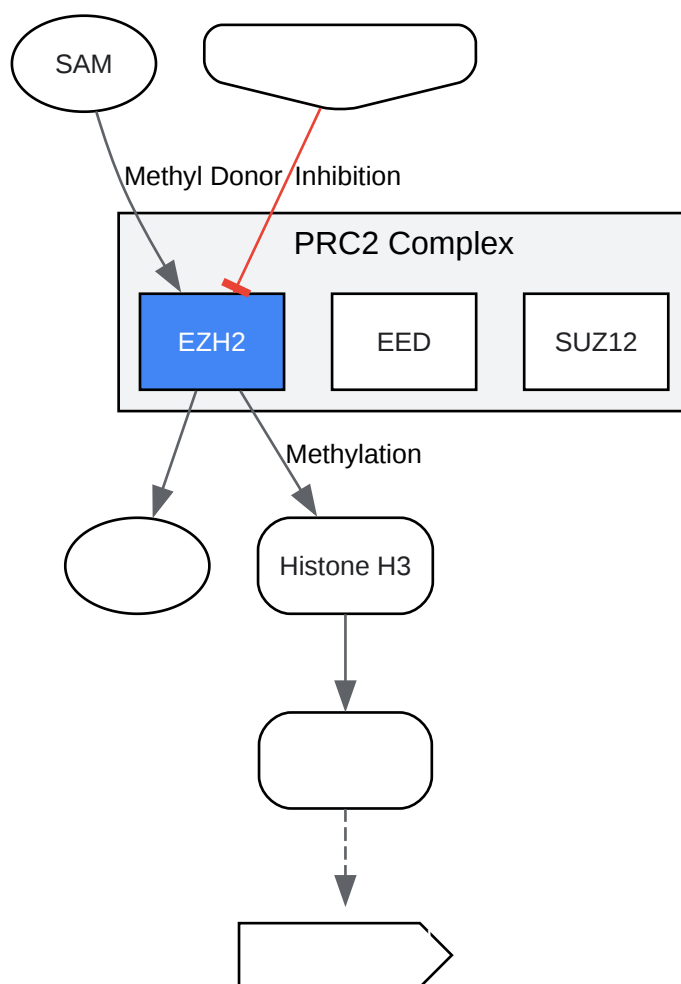 SAM
Methyl Donor
Inhibition
PRC2 Complex
EZH2
EED
SUZ12
Methylation
Histone H3